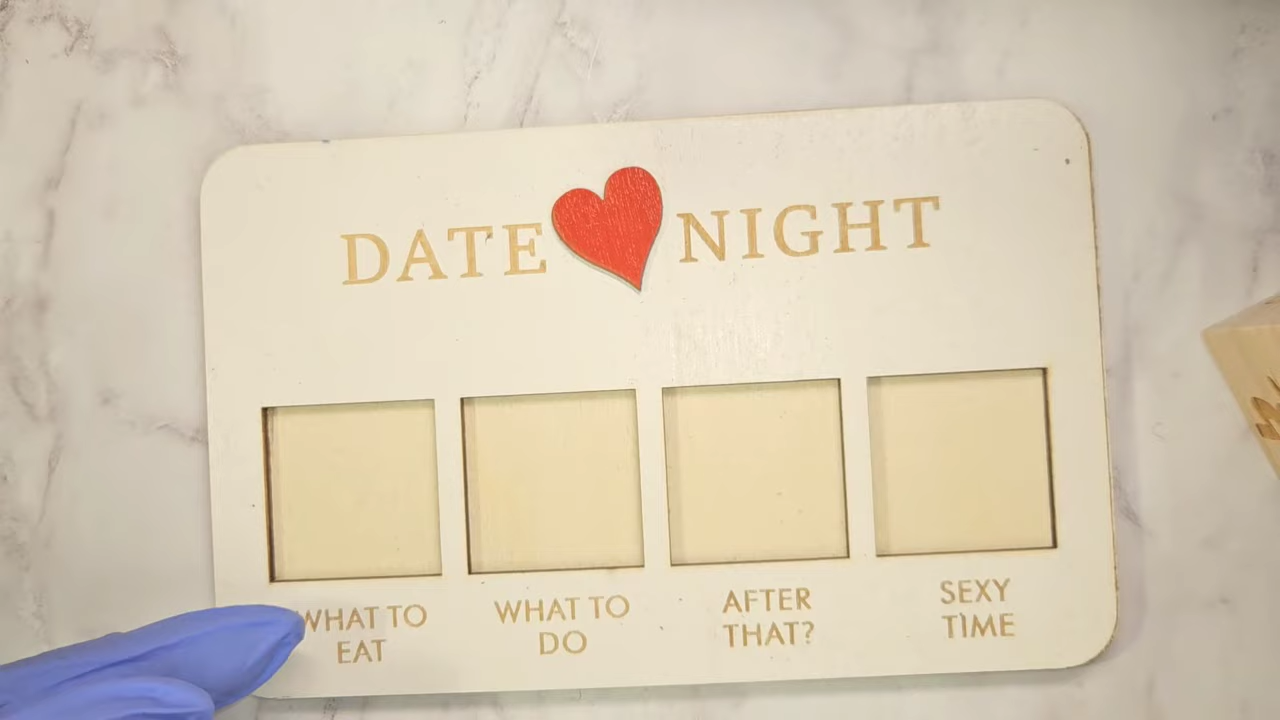 DATE NIGHT
WHAT TO
EAT
WHAT TO
DO
AFTER
THAT?
SEXY
TIME